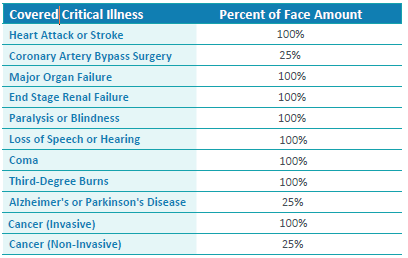 Covered Critical Illness Percent of Face Amount
Heart Attack or Stroke 100%
Coronary Artery Bypass Surgery 25%
Major Organ Failure 100%
End Stage Renal Failure 100%
Paralysis or Blindness 100%
Loss of Speech or Hearing 100%
Coma 100%
Third-Degree Burns 100%
Alzheimer's or Parkinson's Disease 25%
Cancer (Invasive) 100%
Cancer (Non-Invasive) 25%